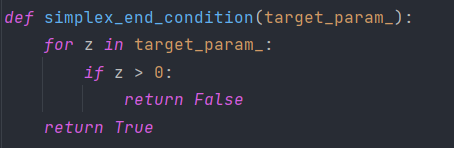 def simplex_end_condition(target_param_):
    for z in target_param_:
        if z > 0:
            return False
    return True